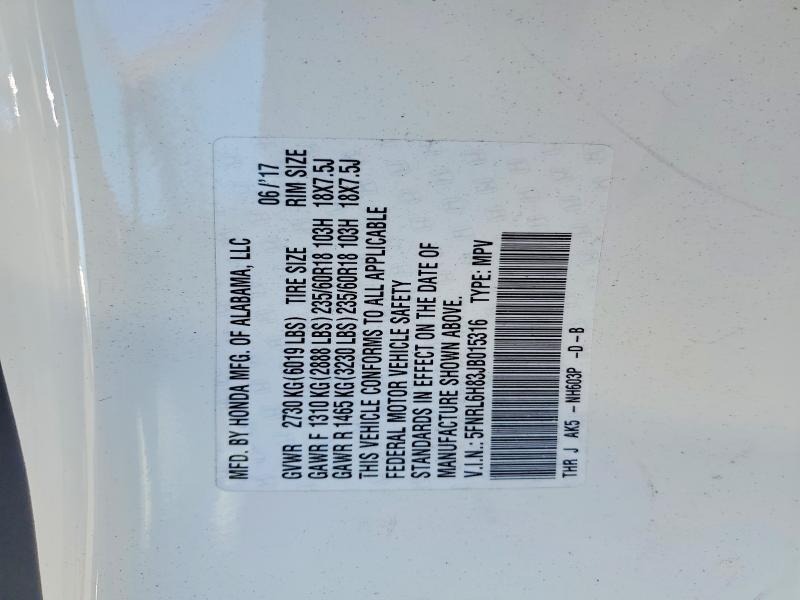 MFD. BY HONDA MFG. OF ALABAMA, LLC 06 /'17
GVWR 2730 KG(6019 LBS) TIRE SIZE RIM SIZE
GAWR F 1310 KG(2888 LBS)235/60R18 103H 18X7.5J
GAWR R 1465 KG(3230 LBS)235/60R18 103H 18X7.5J
THIS VEHICLE CONFORMS TO ALL APPLICABLE
FEDERAL MOTOR VEHICLE SAFETY
STANDARDS IN EFFECT ON THE DATE OF
MANUFACTURE SHOWN ABOVE.
V.I.N.: 5FNRL6H83JB015316 TYPE: MPV
THR J AK5 - NH603P -D-B